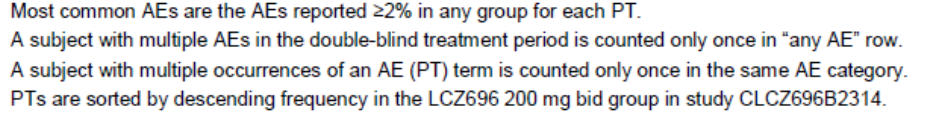 Most common AEs are the AEs reported ≥2% in any group for each PT.
A subject with multiple AEs in the double-blind treatment period is counted only once in “any AE” row.
A subject with multiple occurrences of an AE (PT) term is counted only once in the same AE category.
PTs are sorted by descending frequency in the LCZ696 200 mg bid group in study CLCZ696B2314.